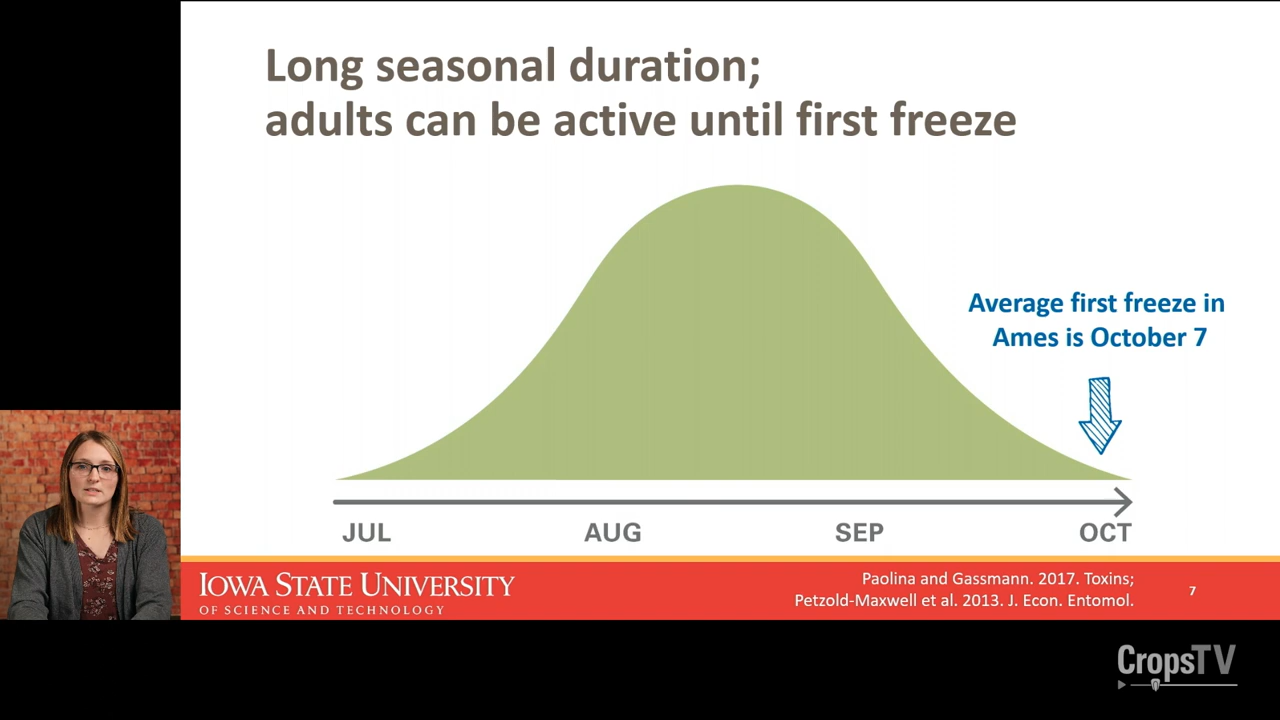 Long seasonal duration;
adults can be active until first freeze
Average first freeze in
Ames is October 7
JUL AUG SEP OCT
IOWA STATE UNIVERSITY
OF SCIENCE AND TECHNOLOGY
Paolina and Gassmann. 2017. Toxins;
Petzold-Maxwell et al. 2013. J. Econ. Entomol.
7
CropsTV